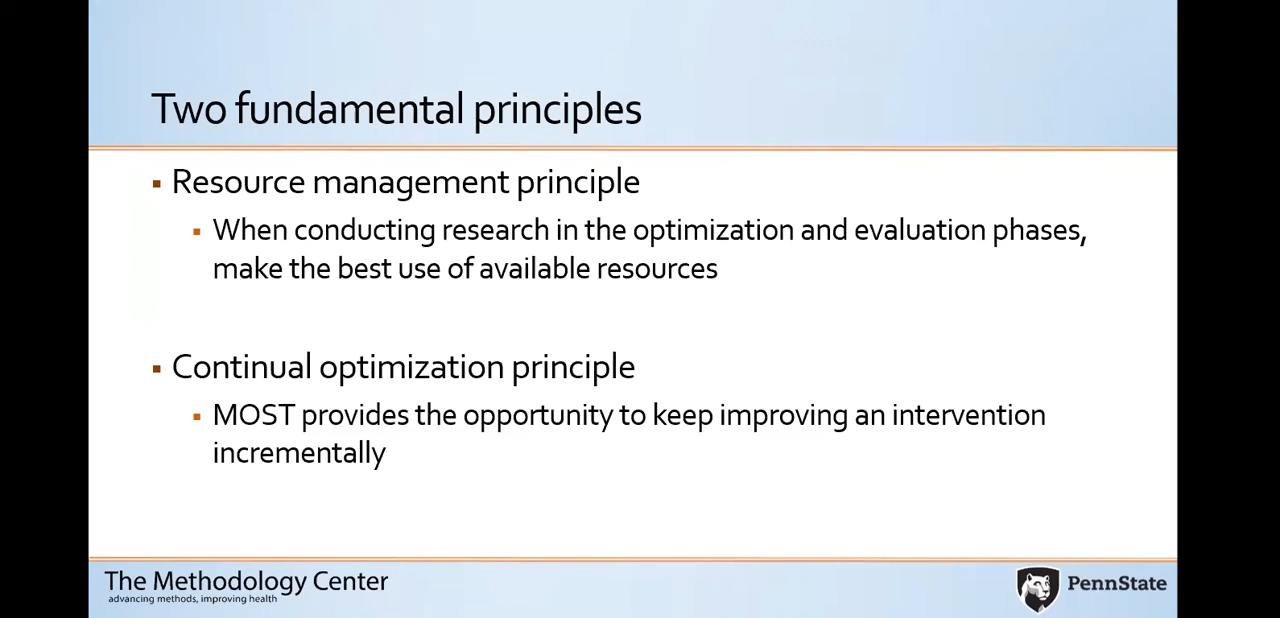 Two fundamental principles
Resource management principle
When conducting research in the optimization and evaluation phases,
make the best use of available resources
Continual optimization principle
MOST provides the opportunity to keep improving an intervention
incrementally
The Methodology Center
advancing methods, improving health
PennState